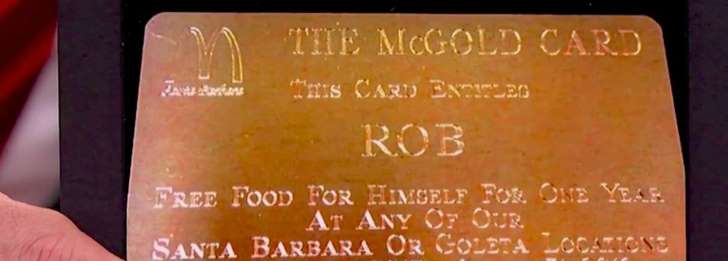 THE McGOLD CARD
THIS CARD ENTITLES
ROB
FREE FOOD FOR HIMSELF FOR ONE YEAR
AT ANY OF OUR
SANTA BARBARA OR GOLETA LOCATIONS